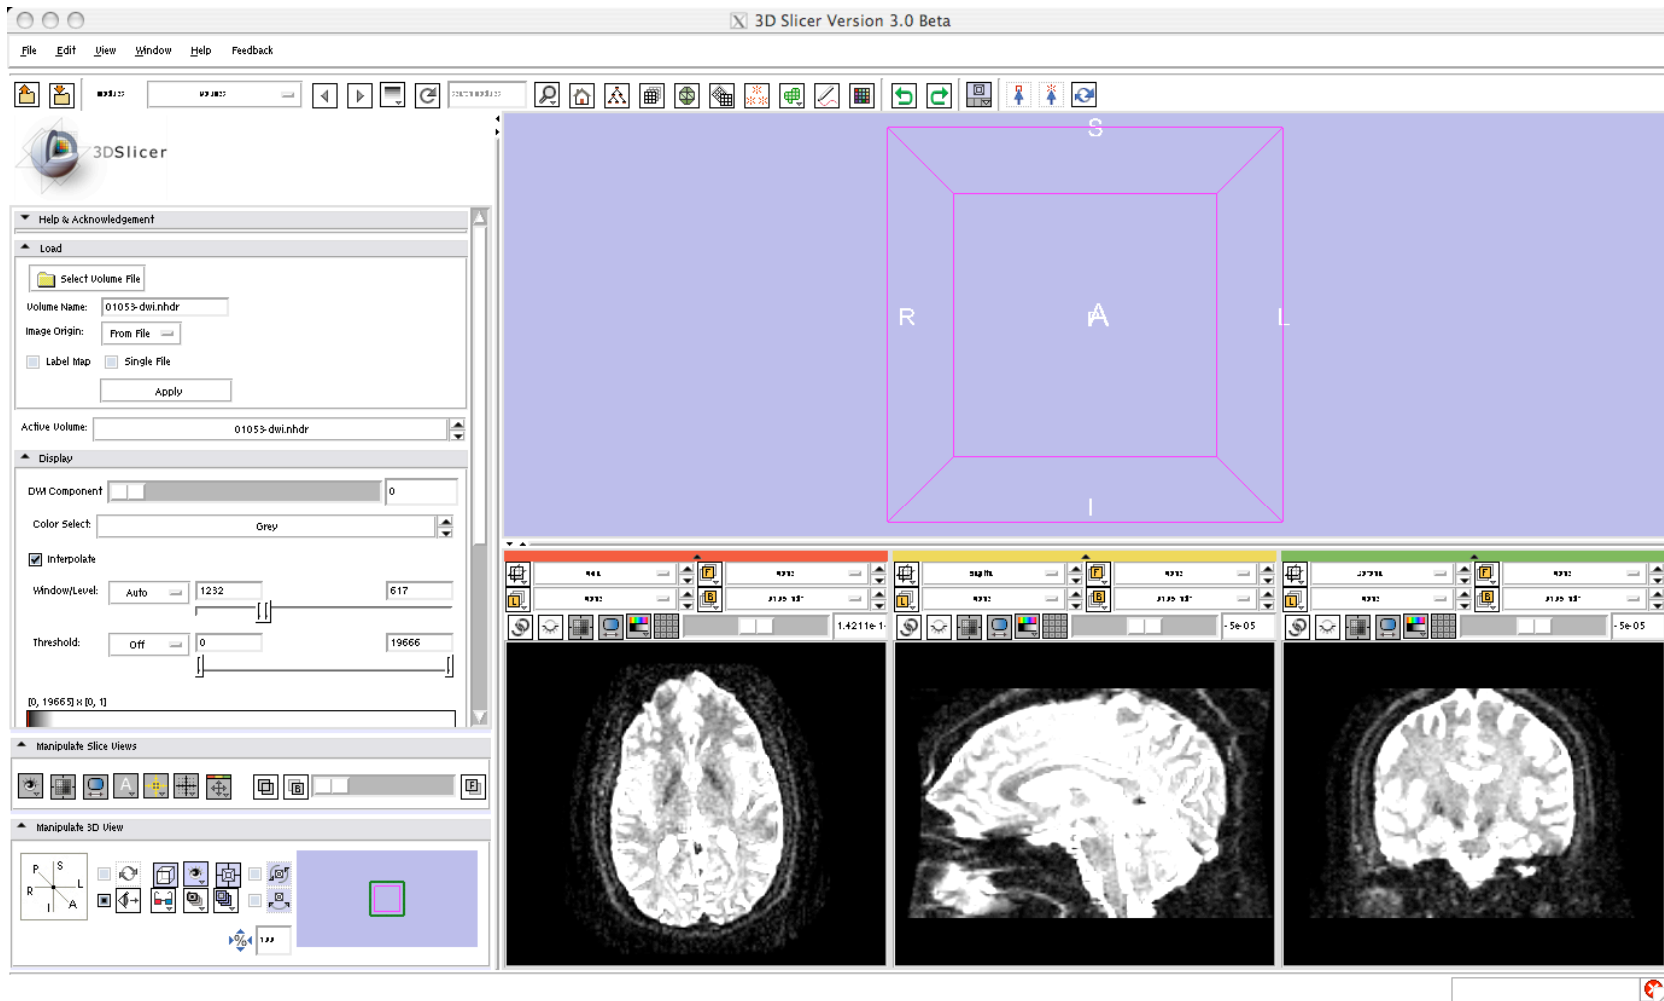 3D Slicer Version 3.0 Beta
File Edit View Window Help Feedback
3DSlicer
Help & Acknowledgement
Load
Select Volume File
Volume Name: 01053-dwi.nhdr
Image Origin: From File
Label Map Single File
Apply
Active Volume: 01053-dwi.nhdr
Display
DWI Component 0
Color Select: Grey
Interpolate
Window/Level: Auto 1232 617
Threshold: Off 0 19666
[0, 19665] x [0, 1]
Manipulate Slice Views
A B F
Manipulate 3D View
P S
R L
I A
%
S
R A P L
I
F F F
L B L B L B
1.4211e-1 -5e-05 -5e-05